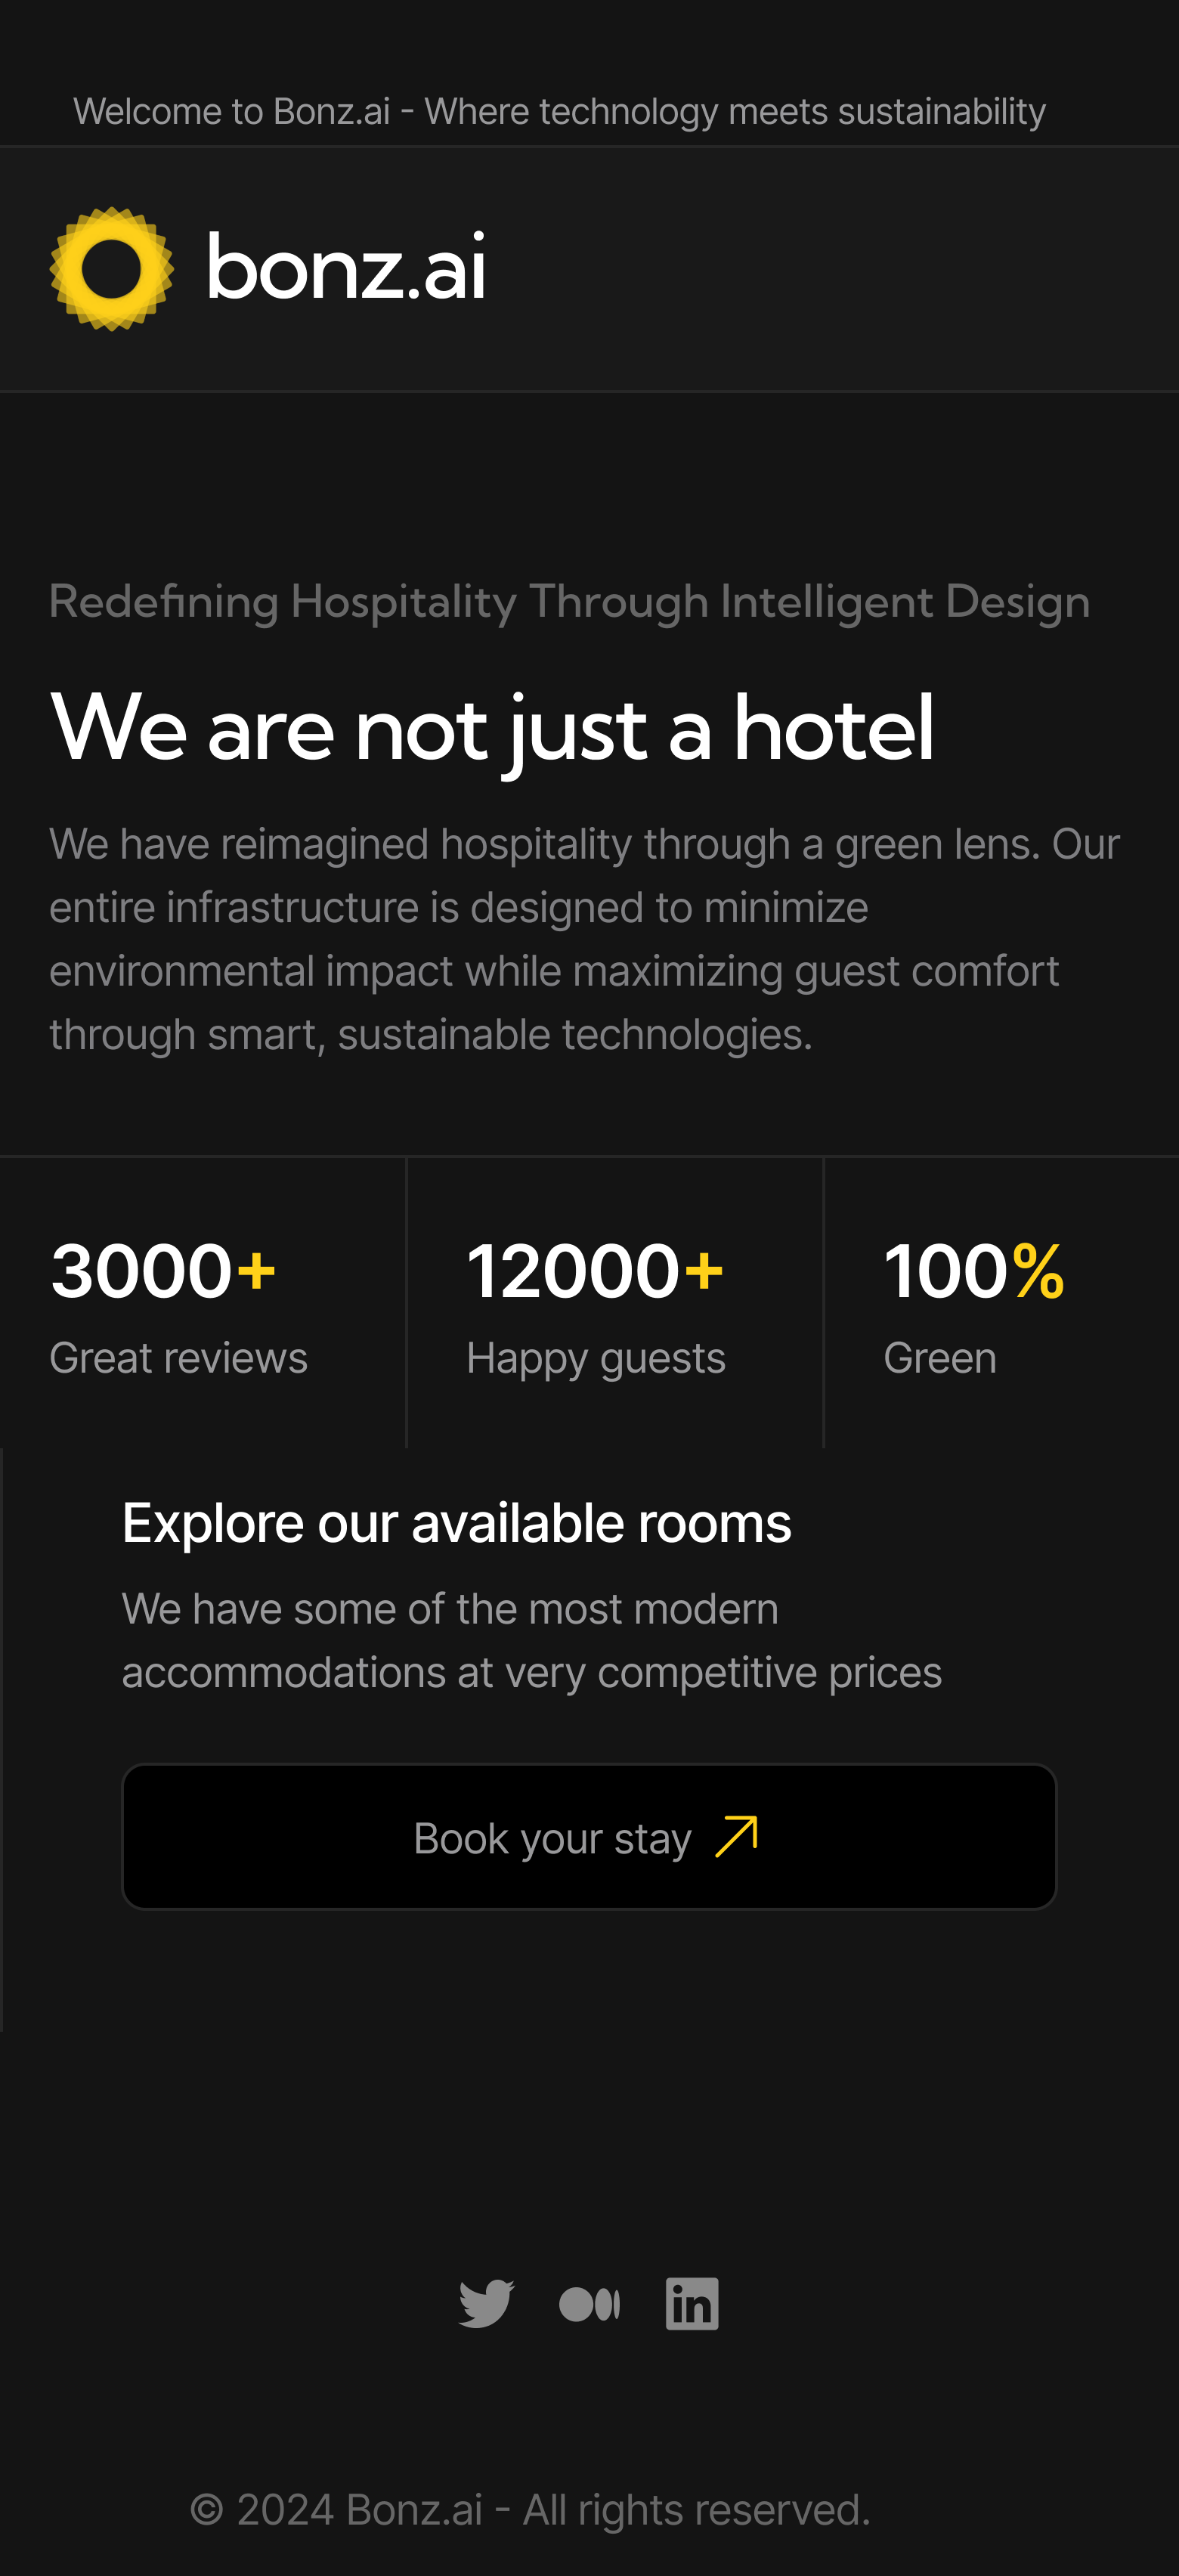 Welcome to Bonz.ai - Where technology meets sustainability
bonz.ai
Redefining Hospitality Through Intelligent Design
We are not just a hotel
We have reimagined hospitality through a green lens. Our
entire infrastructure is designed to minimize
environmental impact while maximizing guest comfort
through smart, sustainable technologies.
3000+
Great reviews
12000+
Happy guests
100%
Green
Explore our available rooms
We have some of the most modern
accommodations at very competitive prices
Book your stay
in
© 2024 Bonz.ai - All rights reserved.